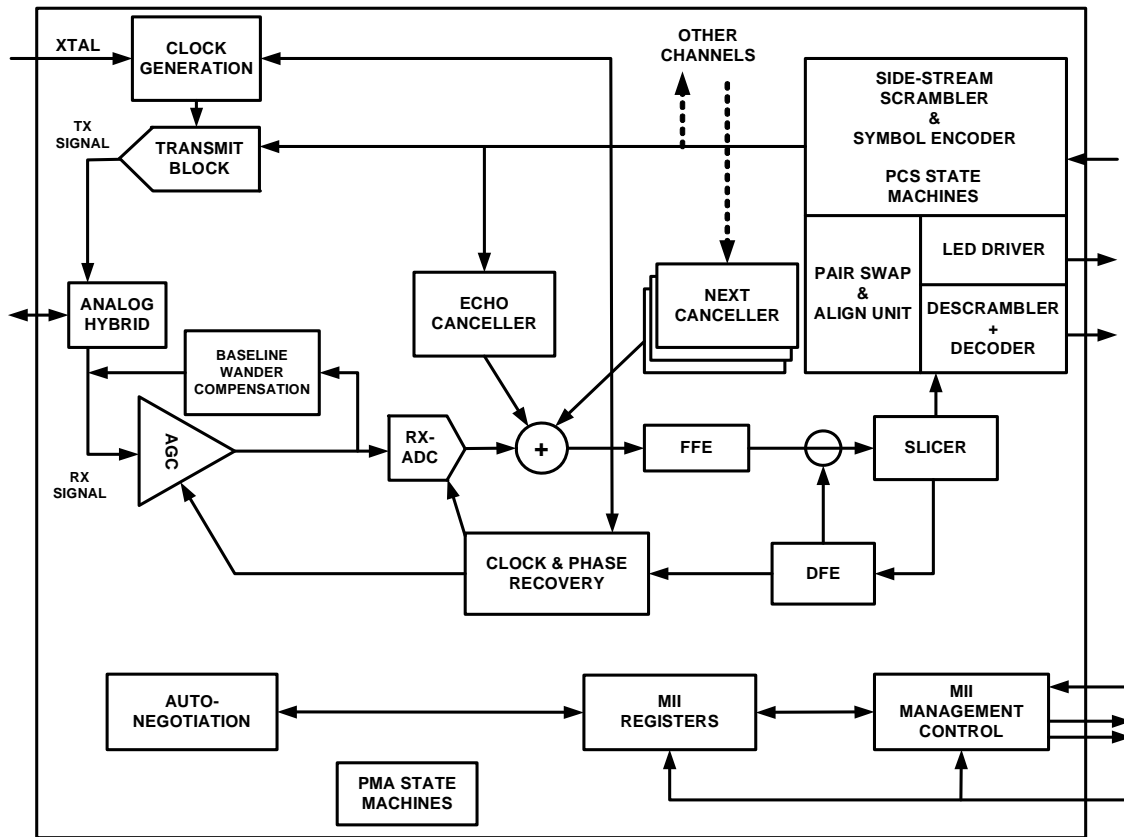 XTAL
CLOCK
GENERATION
OTHER
CHANNELS
SIDE-STREAM
SCRAMBLER
&
SYMBOL ENCODER
PCS STATE
MACHINES
TX
SIGNAL
TRANSMIT
BLOCK
LED DRIVER
PAIR SWAP
&
ALIGN UNIT
DESCRAMBLER
+
DECODER
ANALOG
HYBRID
ECHO
CANCELLER
NEXT
CANCELLER
BASELINE
WANDER
COMPENSATION
AGC
RX-
ADC
+
FFE
SLICER
RX
SIGNAL
CLOCK & PHASE
RECOVERY
DFE
AUTO-
NEGOTIATION
MII
REGISTERS
MII
MANAGEMENT
CONTROL
PMA STATE
MACHINES